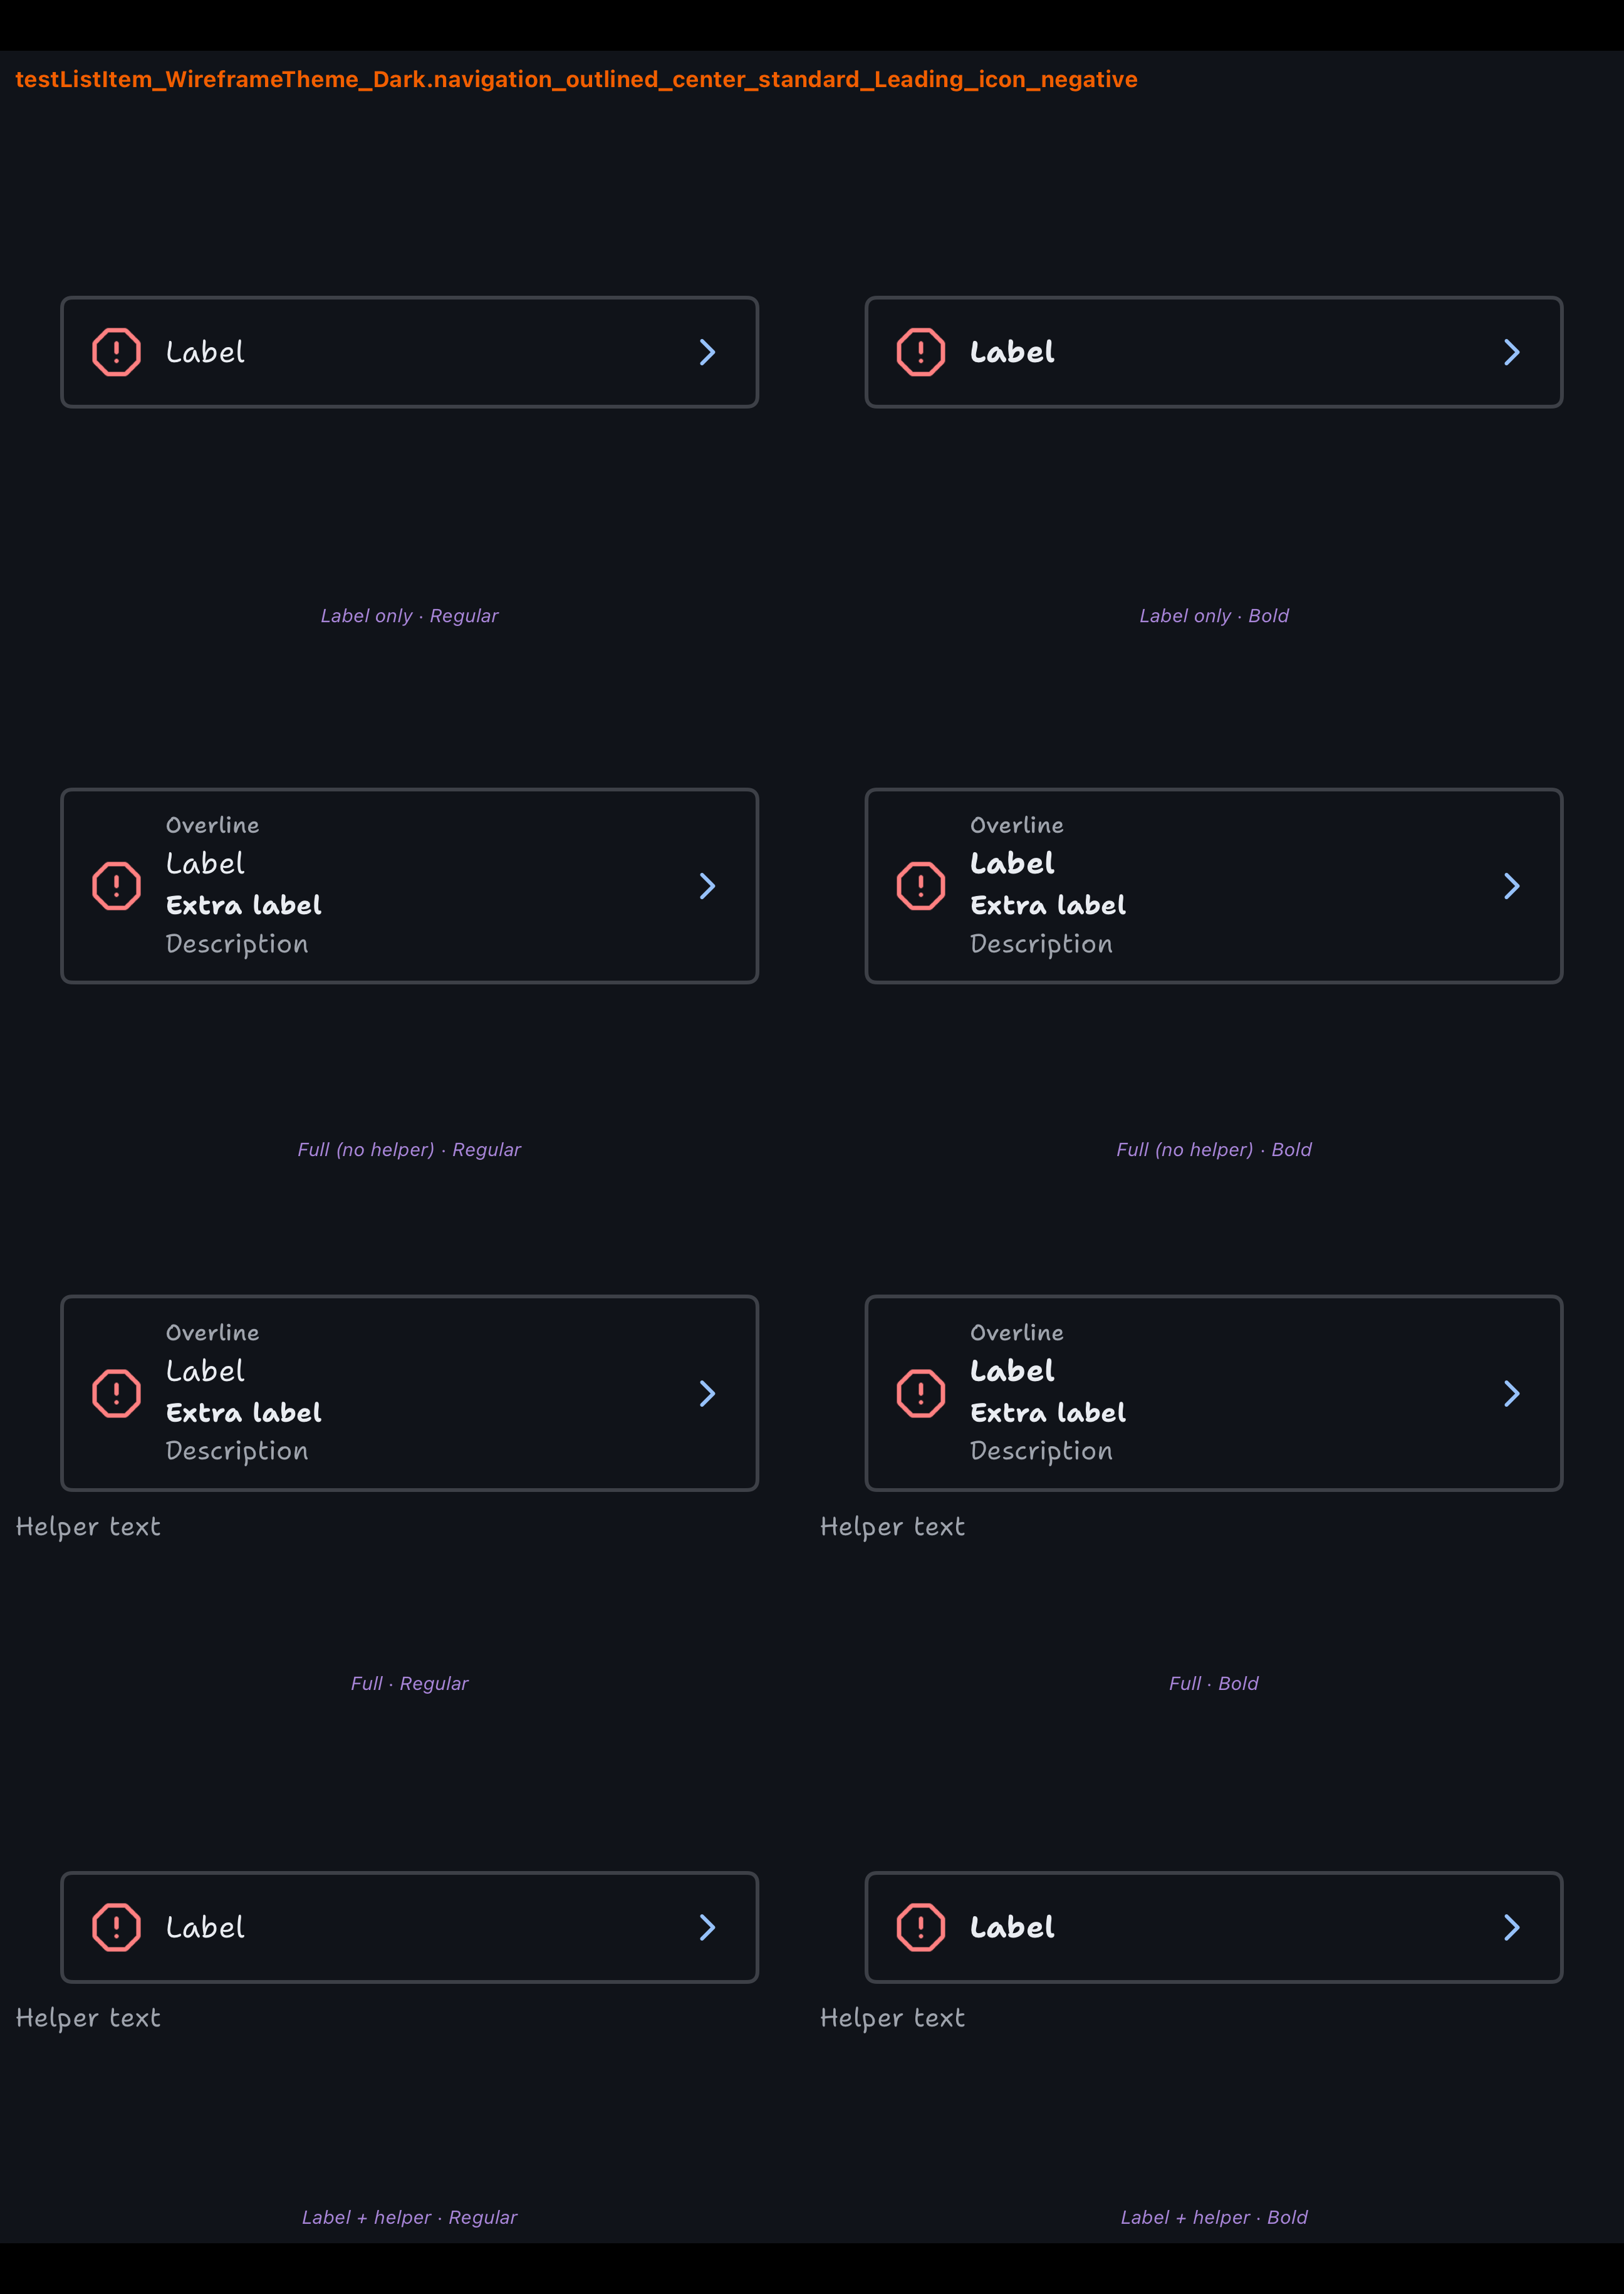 testListItem_WireframeTheme_Dark.navigation_outlined_center_standard_Leading_icon_negative
Label
Label
Label only · Regular
Label only · Bold
Overline
Label
Extra label
Description
Overline
Label
Extra label
Description
Full (no helper) · Regular
Full (no helper) · Bold
Overline
Label
Extra label
Description
Helper text
Overline
Label
Extra label
Description
Helper text
Full · Regular
Full · Bold
Label
Helper text
Label
Helper text
Label + helper · Regular
Label + helper · Bold